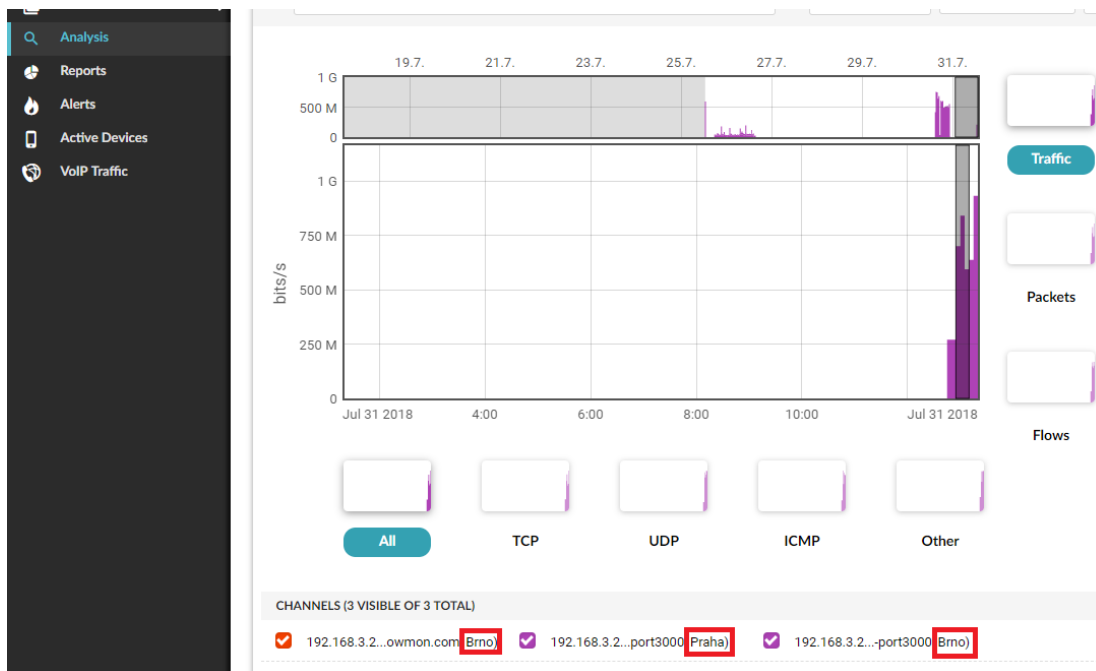 Analysis
Reports
Alerts
Active Devices
VoIP Traffic
19.7. 21.7. 23.7. 25.7. 27.7. 29.7. 31.7.
1 G
500 M
0
Traffic
1 G
750 M
500 M
250 M
0
bits/s
Jul 31 2018 4:00 6:00 8:00 10:00 Jul 31 2018
Packets
Flows
All TCP UDP ICMP Other
CHANNELS (3 VISIBLE OF 3 TOTAL)
192.168.3.2...owmon.com Brno) 192.168.3.2...port3000 Praha) 192.168.3.2...-port3000 Brno)